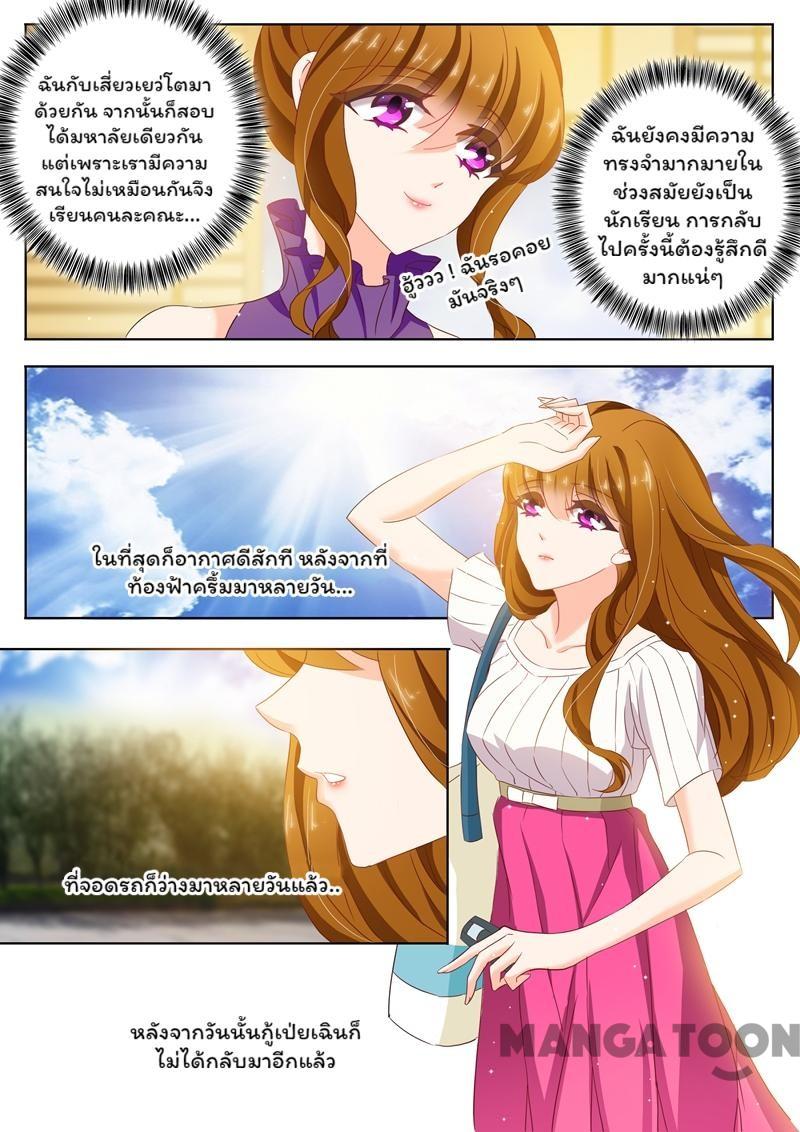 ฉันกับเสี่ยวเยว่โตมา
ด้วยกัน จากนั้นก็สอบ
ได้มหาลัยเดียวกัน
แต่เพราะเรามีความ
สนใจไม่เหมือนกันจึง
เรียนคนละคณะ...
ฉันยังคงมีความ
ทรงจำมากมายใน
ช่วงสมัยยังเป็น
นักเรียน การกลับ
ไปครั้งนี้ต้องรู้สึกดี
มากแน่ๆ
ฮู้ววว ! ฉันรอคอย
มันจริงๆ
ในที่สุดก็อากาศดีสักที หลังจากที่
ท้องฟ้าครึ้มมาหลายวัน...
ที่จอดรถก็ว่างมาหลายวันแล้ว..
หลังจากวันนั้นกู้เป่ยเฉินก็
ไม่ได้กลับมาอีกแล้ว
MANGATOON